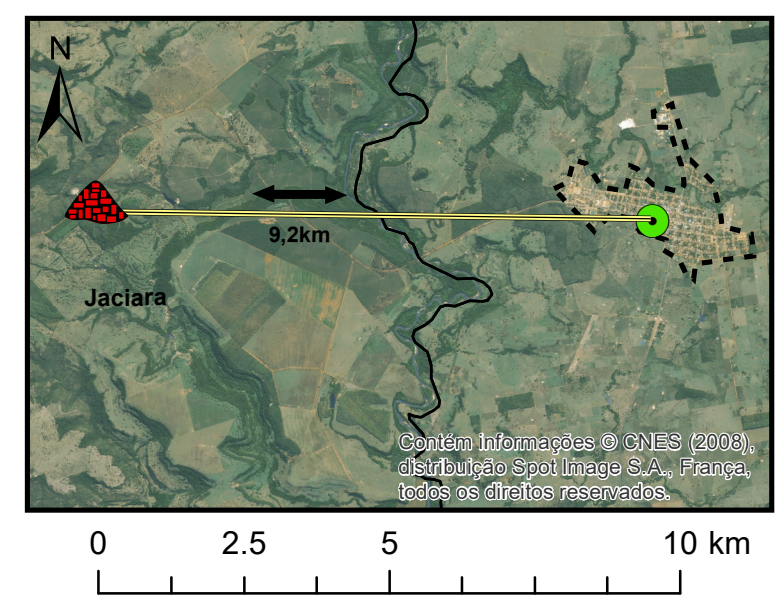 N
9,2km
Jaciara
Contém informações © CNES (2008),
distribuição Spot Image S.A., França,
todos os direitos reservados.
0 2.5 5 10 km